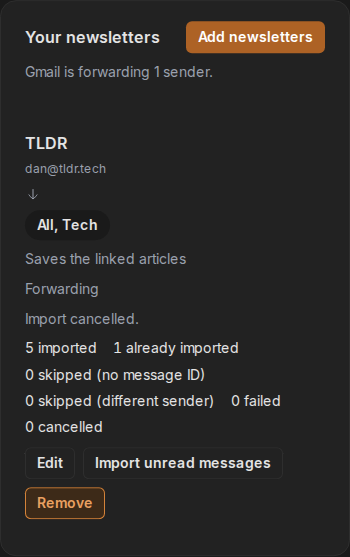 Your newsletters Add newsletters
Gmail is forwarding 1 sender.
TLDR
dan@tldr.tech
↓
All, Tech
Saves the linked articles
Forwarding
Import cancelled.
5 imported 1 already imported
0 skipped (no message ID)
0 skipped (different sender) 0 failed
0 cancelled
Edit Import unread messages
Remove